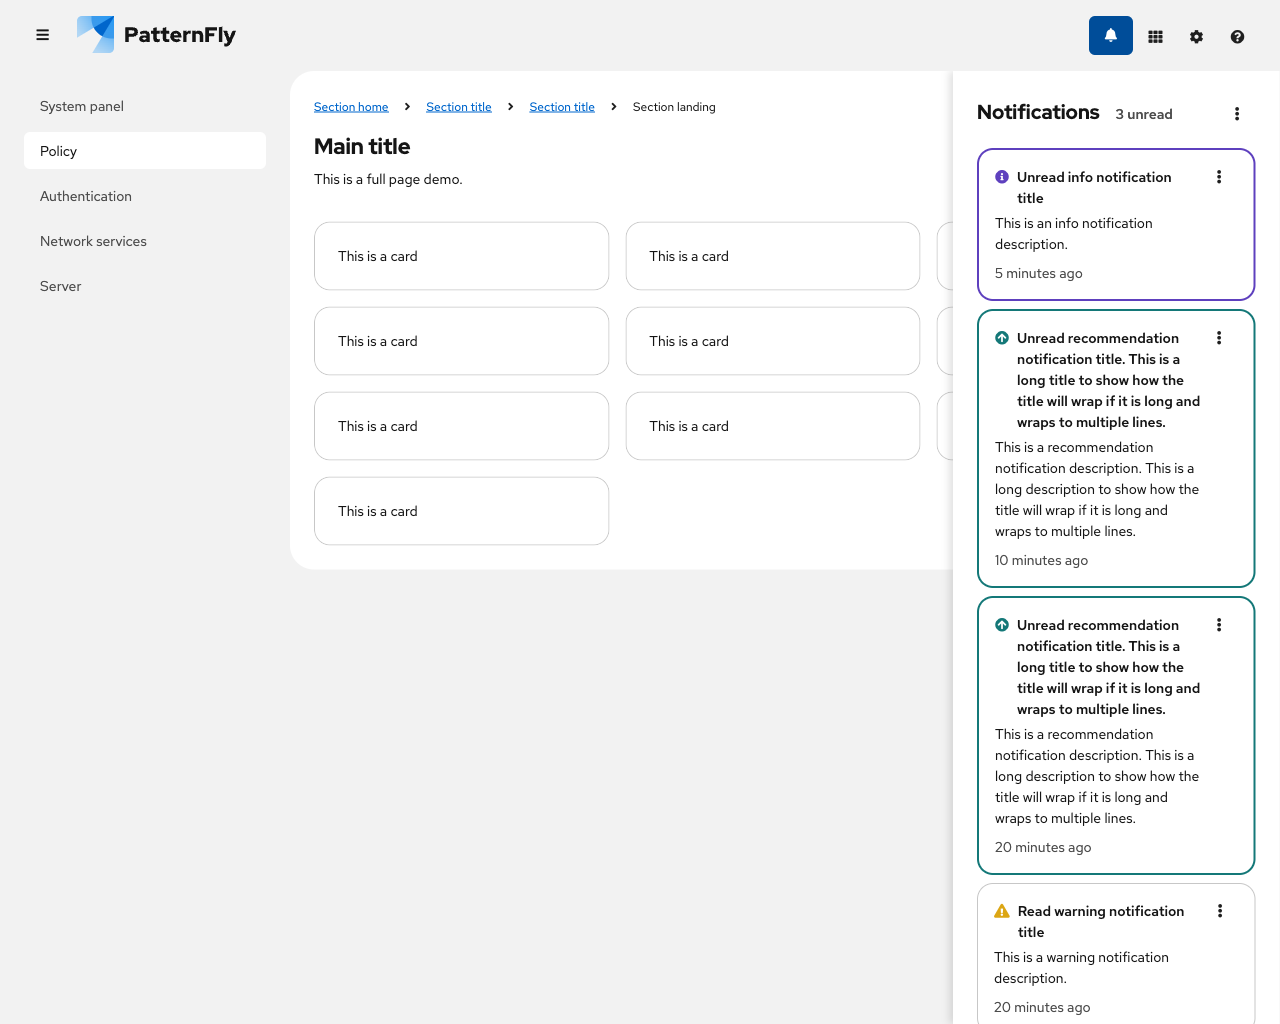 PatternFly
System panel
Policy
Authentication
Network services
Server
Section home
Section title
Section title
Section landing
Main title
This is a full page demo.
This is a card
This is a card
This is a card
This is a card
This is a card
This is a card
This is a card
Notifications
3 unread
Unread info notification
title
This is an info notification
description.
5 minutes ago
Unread recommendation
notification title. This is a
long title to show how the
title will wrap if it is long and
wraps to multiple lines.
This is a recommendation
notification description. This is a
long description to show how the
title will wrap if it is long and
wraps to multiple lines.
10 minutes ago
Unread recommendation
notification title. This is a
long title to show how the
title will wrap if it is long and
wraps to multiple lines.
This is a recommendation
notification description. This is a
long description to show how the
title will wrap if it is long and
wraps to multiple lines.
20 minutes ago
Read warning notification
title
This is a warning notification
description.
20 minutes ago